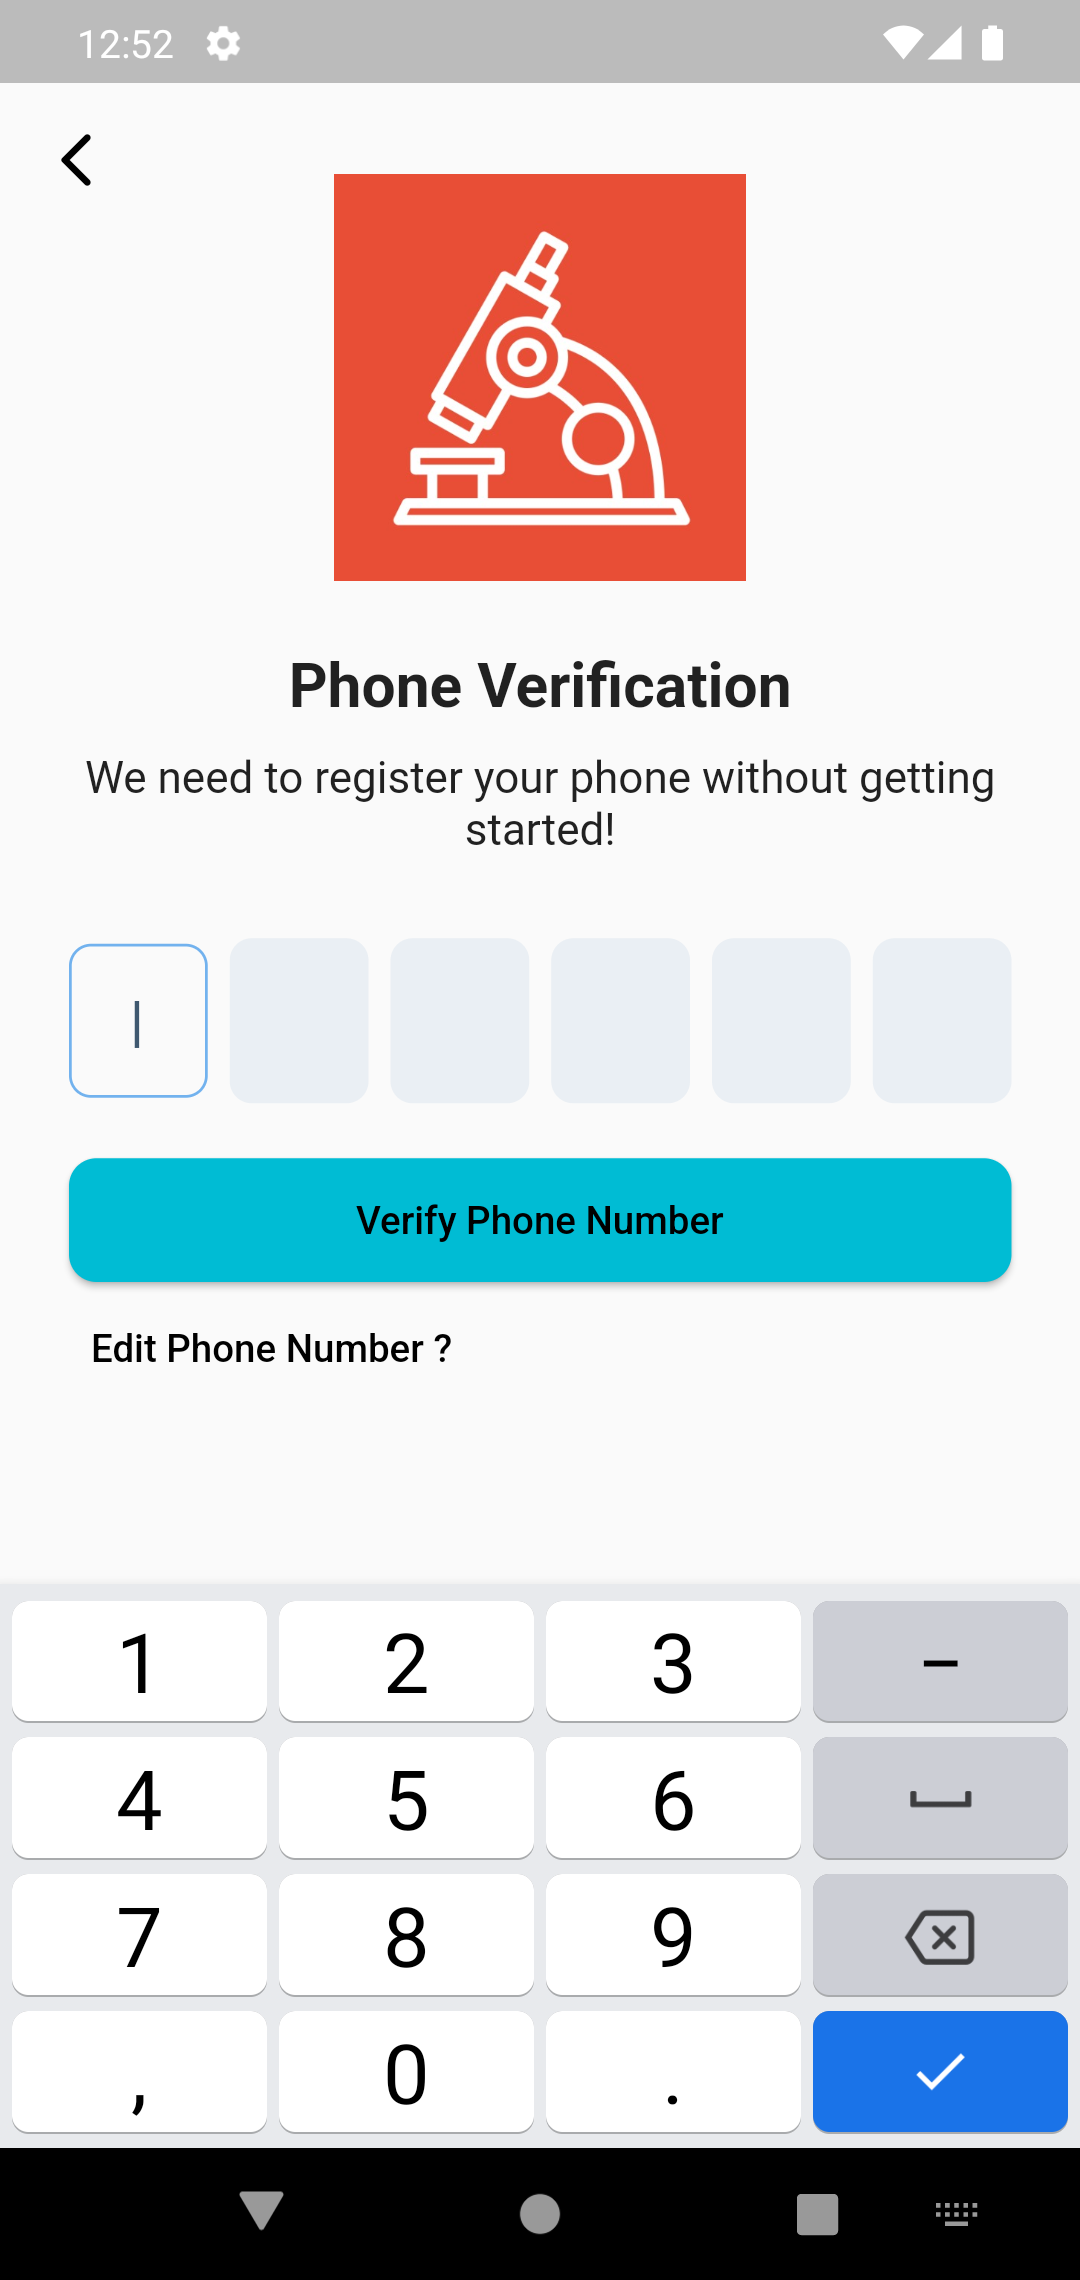 12:52
Phone Verification
We need to register your phone without getting
started!
Verify Phone Number
Edit Phone Number ?
1 2 3 –
4 5 6
7 8 9
, 0 .